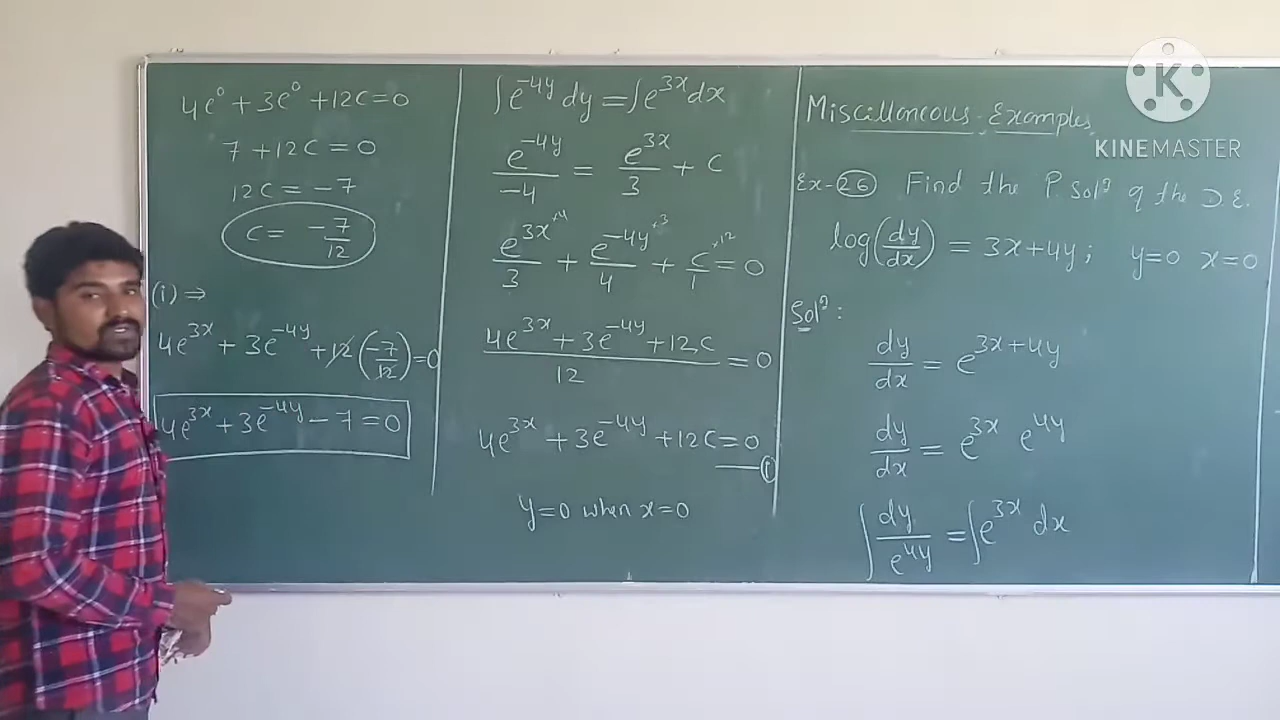 Miscillaneous Examples
Ex-26 Find the P. Solⁿ of the D.E.
log(dy/dx) = 3x+4y; y=0 x=0
Solⁿ:
dy/dx = e^{3x+4y}
dy/dx = e^{3x} e^{4y}
∫ dy/e^{4y} = ∫ e^{3x} dx
∫ e^{-4y} dy = ∫ e^{3x} dx
e^{-4y}/-4 = e^{3x}/3 + c
e^{3x ×4}/3 + e^{-4y ×3}/4 + c ×12/1 = 0
(4e^{3x} + 3e^{-4y} + 12C)/12 = 0
4e^{3x} + 3e^{-4y} + 12C = 0
(i)
y=0 when x=0
4e⁰ + 3e⁰ + 12C = 0
7 + 12C = 0
12C = -7
C = -7/12
(i) ⇒
4e^{3x} + 3e^{-4y} + 12(-7/12) = 0
4e^{3x} + 3e^{-4y} - 7 = 0
K
KINEMASTER